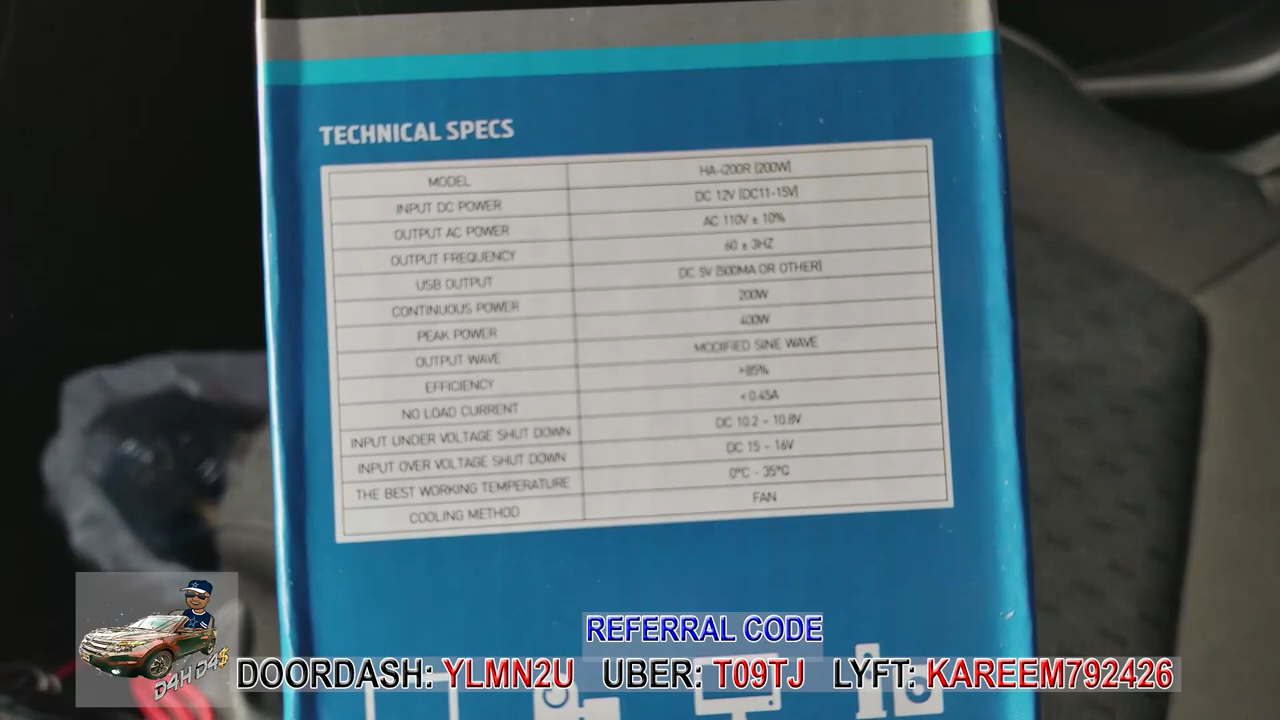 TECHNICAL SPECS
MODEL HA-i200R [200W]
INPUT DC POWER DC 12V [DC11-15V]
OUTPUT AC POWER AC 110V ± 10%
OUTPUT FREQUENCY 60 ± 3HZ
USB OUTPUT DC 5V [500MA OR OTHER]
CONTINUOUS POWER 200W
PEAK POWER 400W
OUTPUT WAVE MODIFIED SINE WAVE
EFFICIENCY >85%
NO LOAD CURRENT < 0.45A
INPUT UNDER VOLTAGE SHUT DOWN DC 10.2 - 10.8V
INPUT OVER VOLTAGE SHUT DOWN DC 15 - 16V
THE BEST WORKING TEMPERATURE 0°C - 35°C
COOLING METHOD FAN
REFERRAL CODE
D4H D4$
DOORDASH: YLMN2U UBER: T09TJ LYFT: KAREEM792426